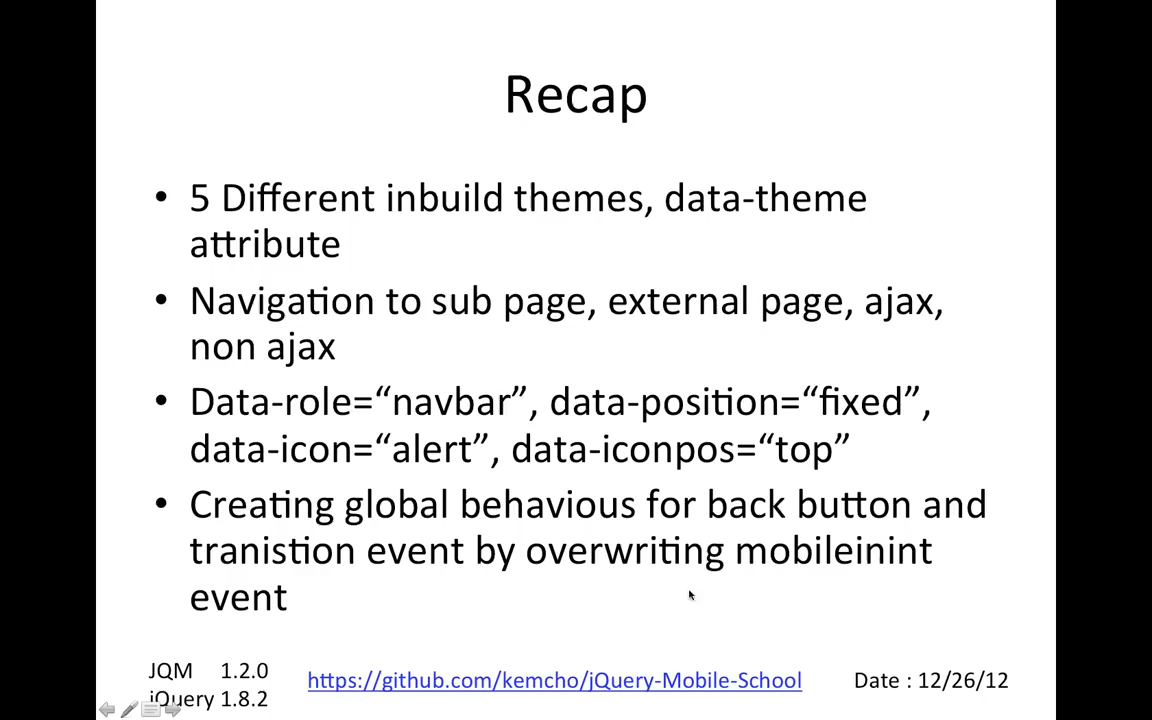 Recap
• 5 Different inbuild themes, data-theme
attribute
• Navigation to sub page, external page, ajax,
non ajax
• Data-role=“navbar”, data-position=“fixed”,
data-icon=“alert”, data-iconpos=“top”
• Creating global behavious for back button and
tranistion event by overwriting mobileinint
event
JQM 1.2.0
jQuery 1.8.2
https://github.com/kemcho/jQuery-Mobile-School
Date : 12/26/12